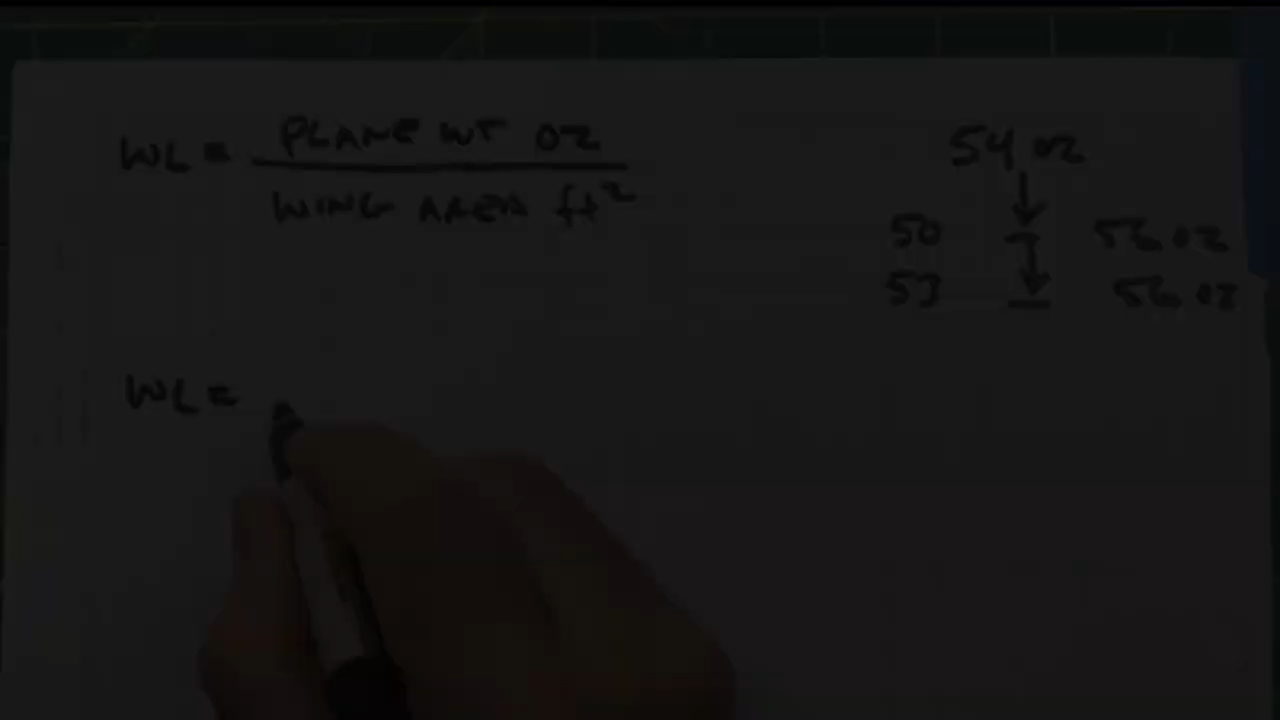 WL = PLANE WT OZ
WING AREA ft²
54 oz
50 56 oz
53 56 oz
WL =